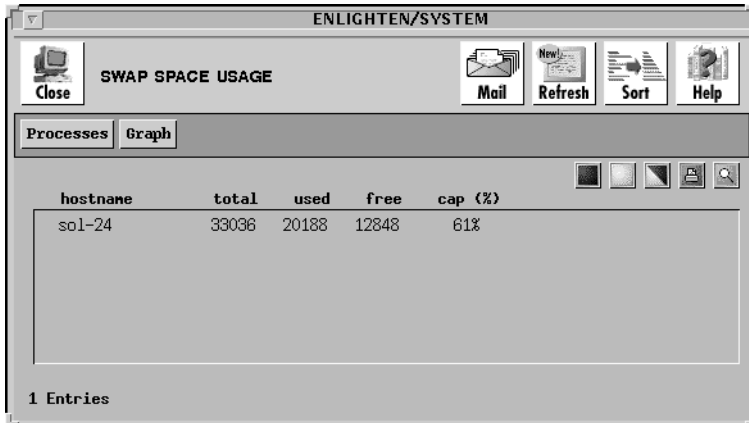 ENLIGHTEN/SYSTEM
Close
SWAP SPACE USAGE
Mail
New!
Refresh
Sort
Help
Processes
Graph
hostname total used free cap (%)
sol-24 33036 20188 12848 61%
1 Entries